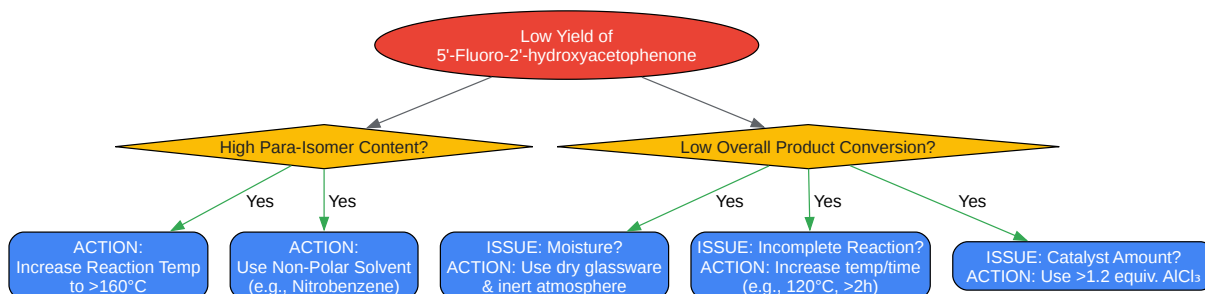 Low Yield of
5'-Fluoro-2'-hydroxyacetophenone
High Para-Isomer Content?
Low Overall Product Conversion?
Yes
Yes
Yes
Yes
Yes
ACTION:
Increase Reaction Temp
to >160°C
ACTION:
Use Non-Polar Solvent
(e.g., Nitrobenzene)
ISSUE: Moisture?
ACTION: Use dry glassware
& inert atmosphere
ISSUE: Incomplete Reaction?
ACTION: Increase temp/time
(e.g., 120°C, >2h)
ISSUE: Catalyst Amount?
ACTION: Use >1.2 equiv. AlCl₃